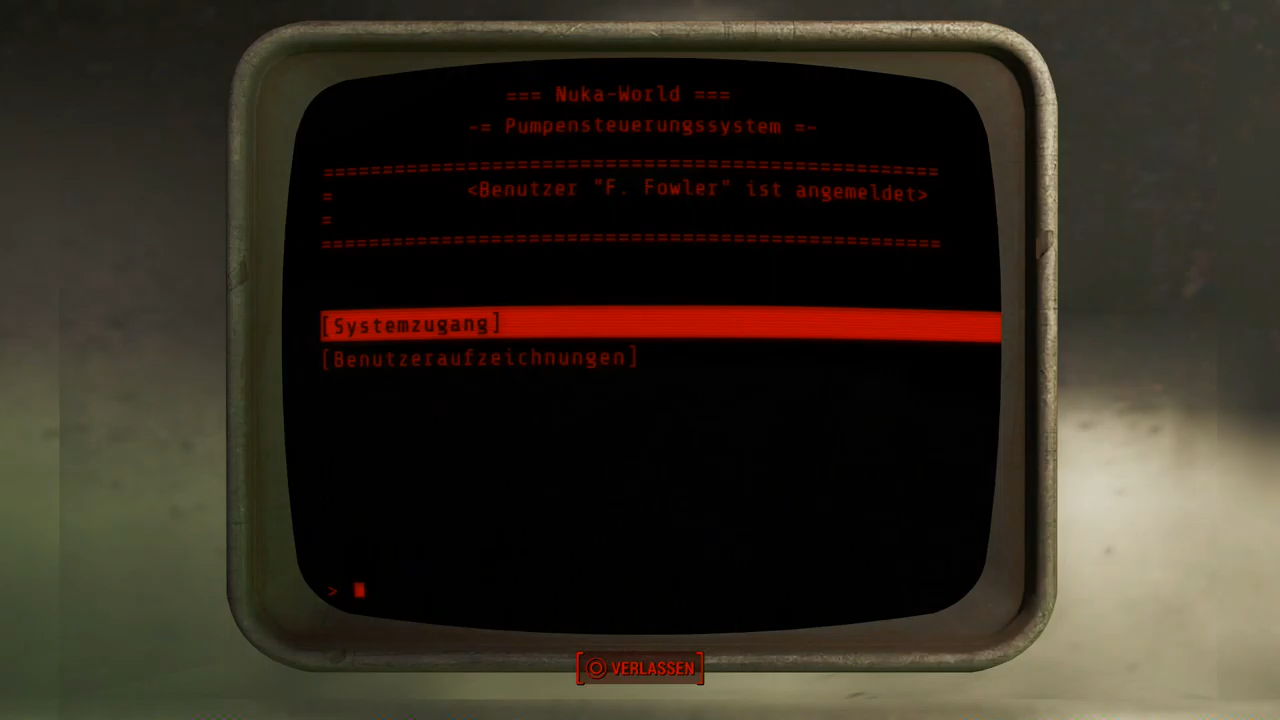 === Nuka-World ===
-= Pumpensteuerungssystem =-
==================================================
= <Benutzer "F. Fowler" ist angemeldet>
=
==================================================
[Systemzugang]
[Benutzeraufzeichnungen]
>
[VERLASSEN]